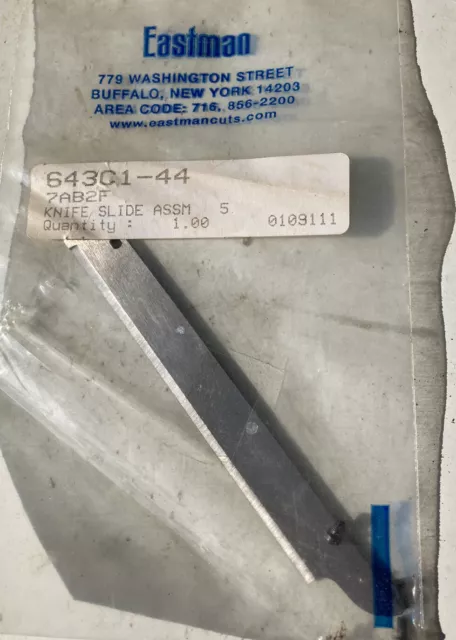 Eastman
779 WASHINGTON STREET
BUFFALO, NEW YORK 14203
AREA CODE: 716, 856-2200
www.eastmancuts.com
643C1-44
7AB2F
KNIFE SLIDE ASSM 5
Quantity : 1.00 0109111